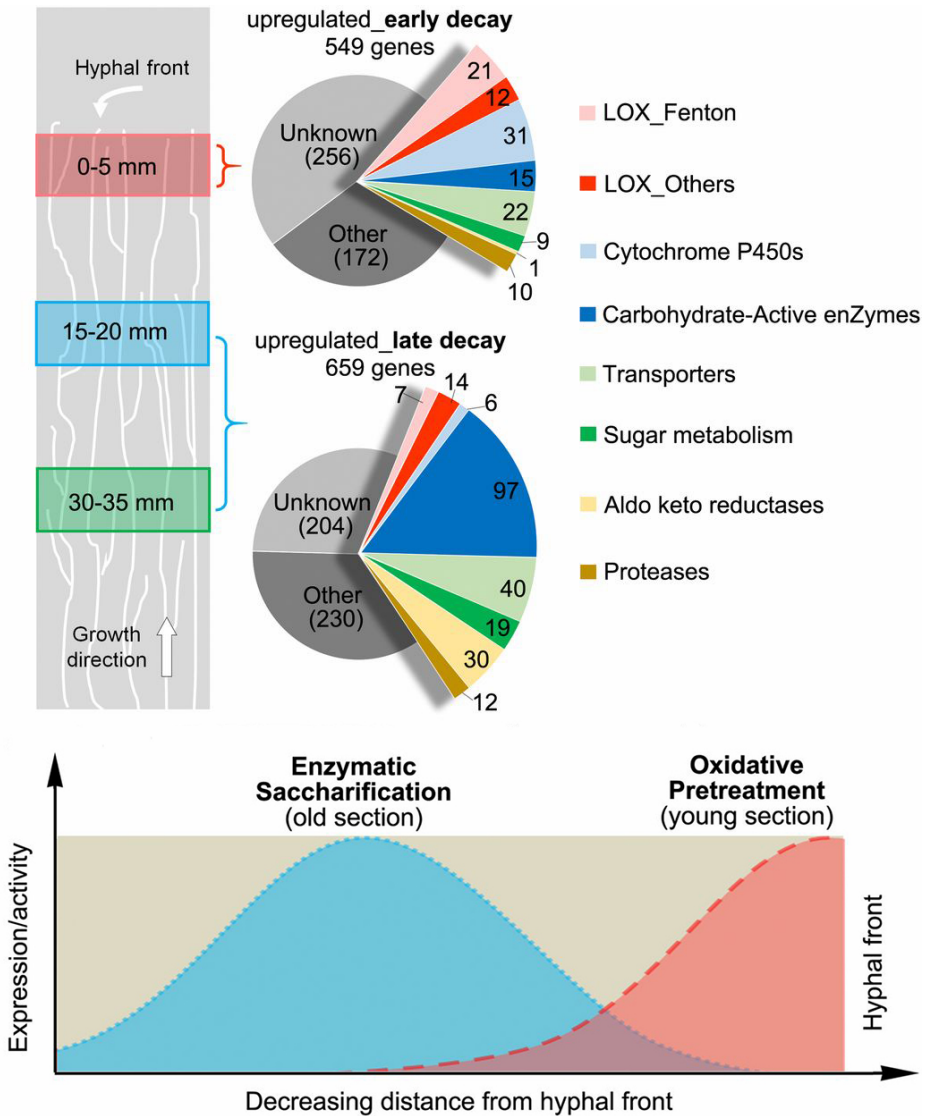 upregulated_early decay
549 genes
Hyphal front
0-5 mm
15-20 mm
30-35 mm
Growth
direction
Unknown
(256)
Other
(172)
21
12
31
15
22
9
1
10
upregulated_late decay
659 genes
Unknown
(204)
Other
(230)
7
14
6
97
40
19
30
12
LOX_Fenton
LOX_Others
Cytochrome P450s
Carbohydrate-Active enZymes
Transporters
Sugar metabolism
Aldo keto reductases
Proteases
Enzymatic
Saccharification
(old section)
Oxidative
Pretreatment
(young section)
Expression/activity
Hyphal front
Decreasing distance from hyphal front